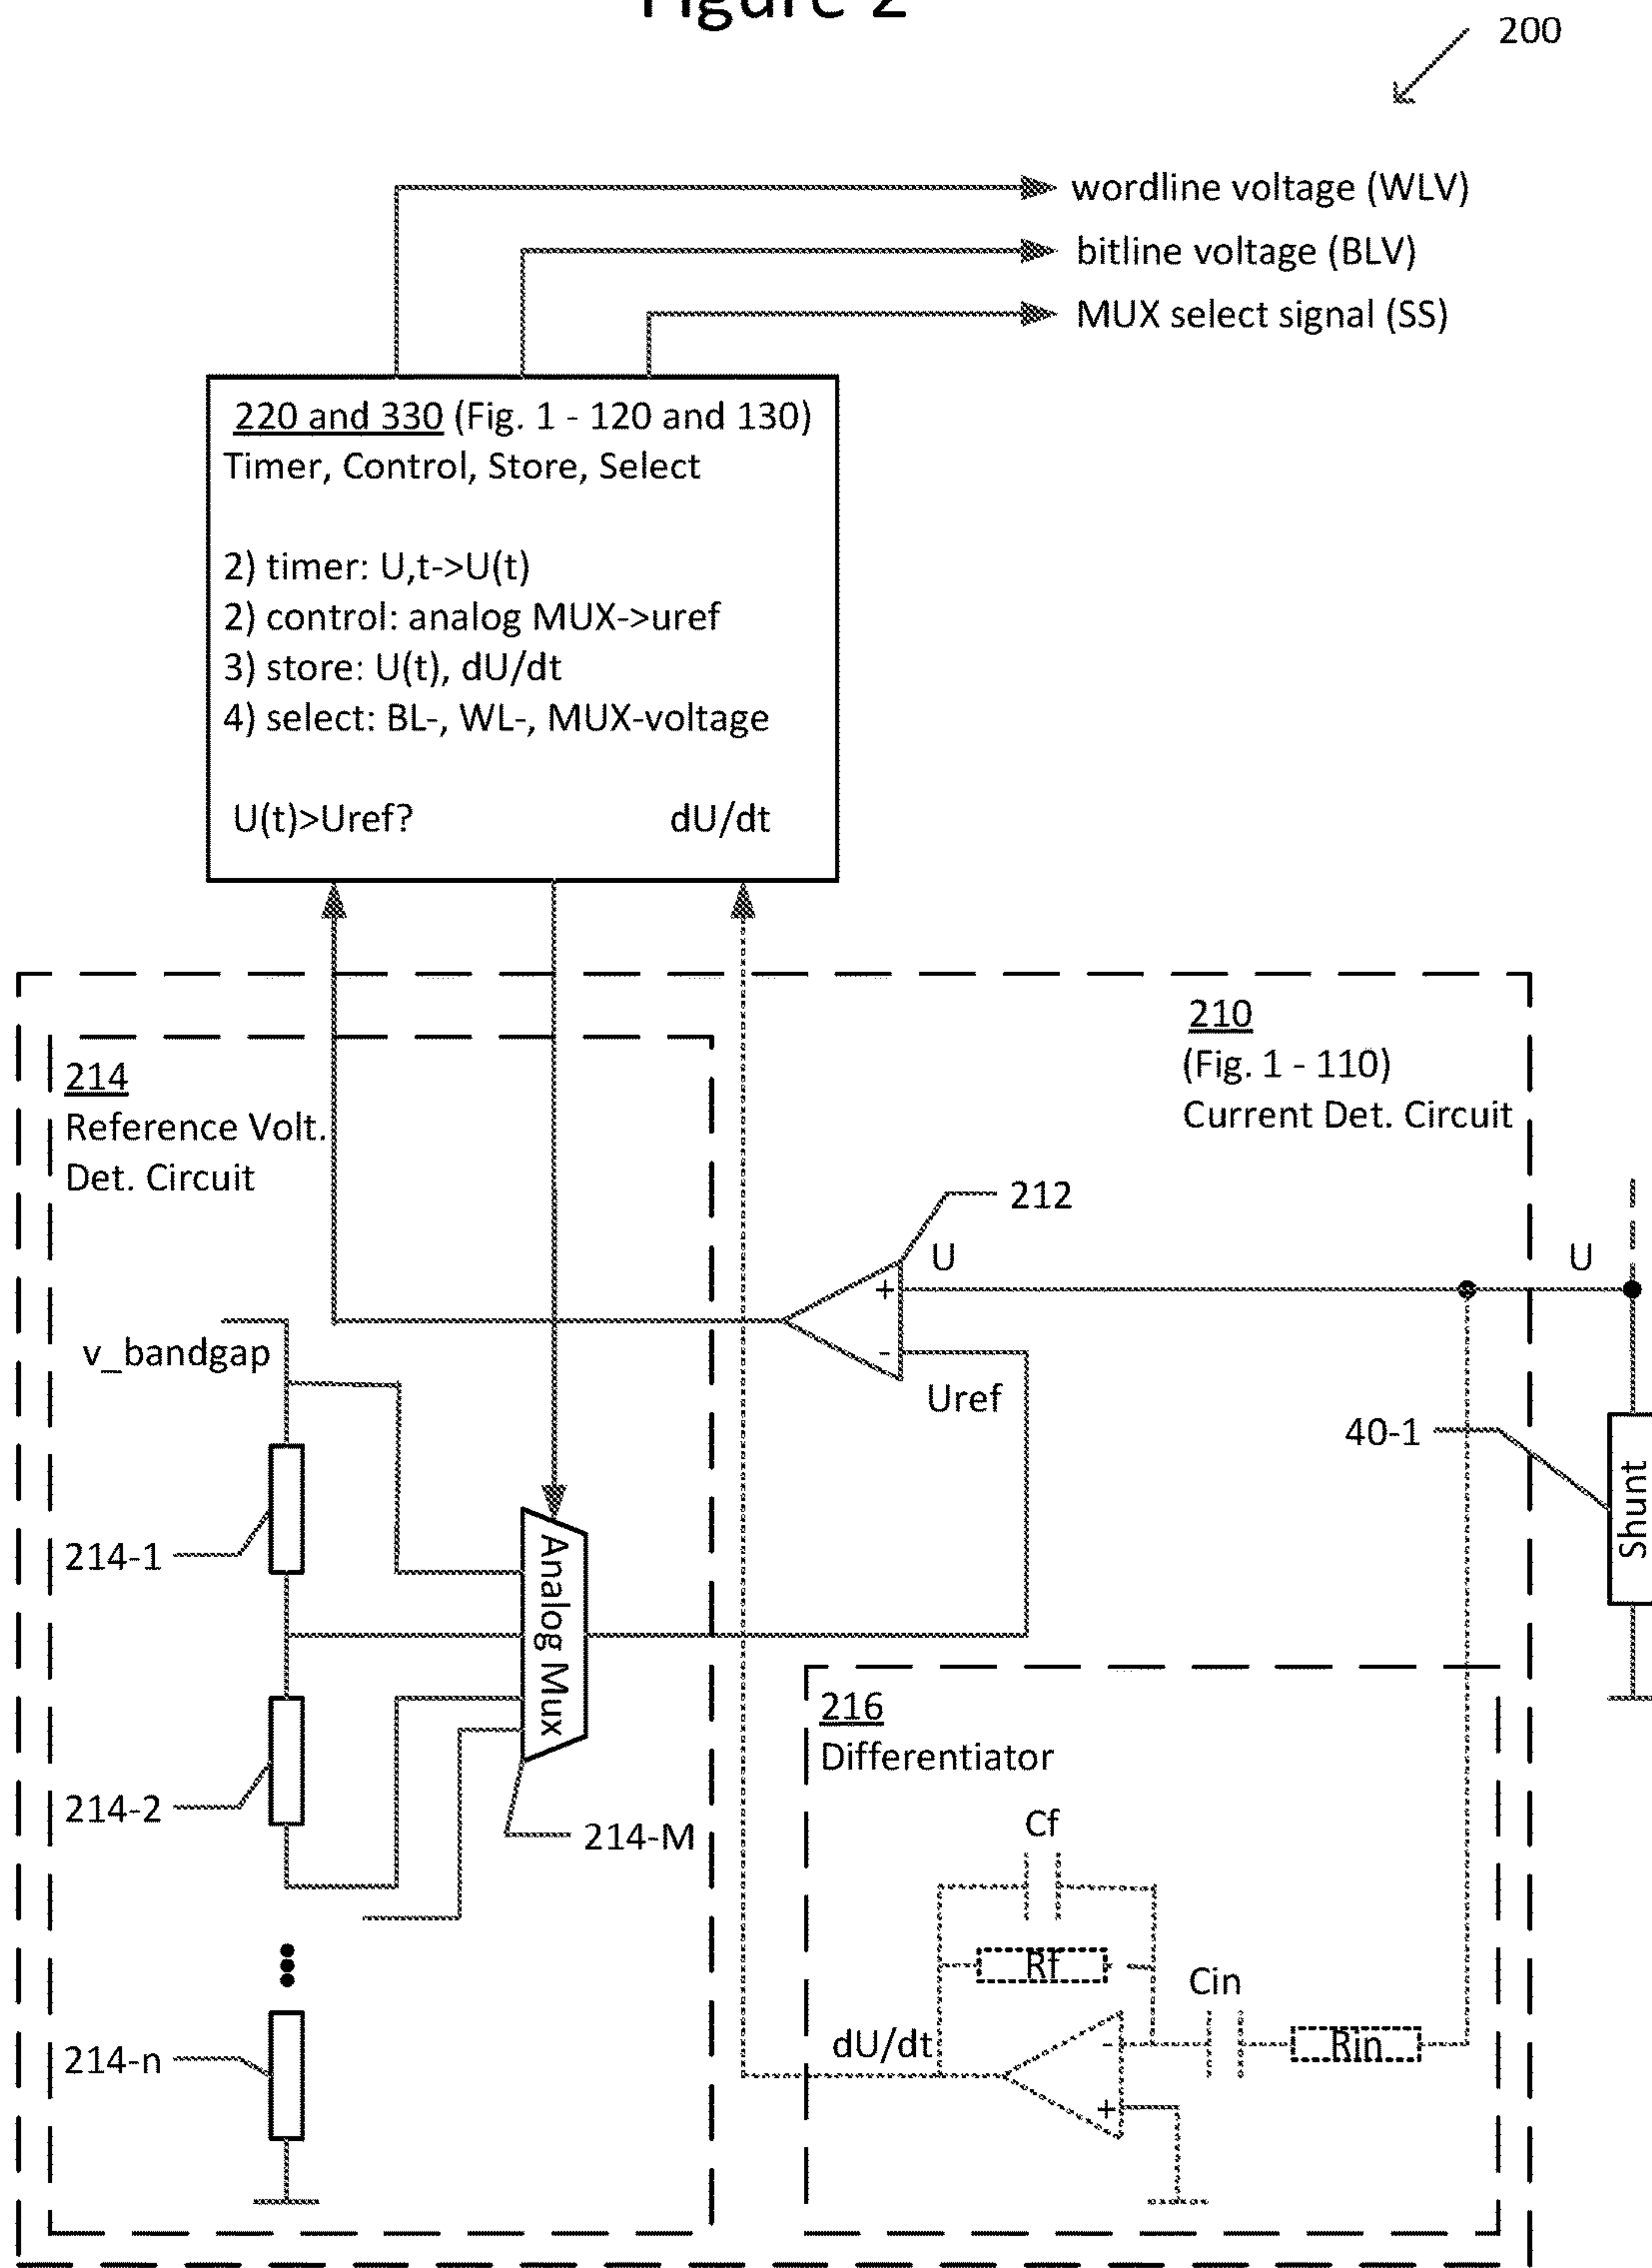 Figure 2
200
wordline voltage (WLV)
bitline voltage (BLV)
MUX select signal (SS)
220 and 330 (Fig. 1 - 120 and 130)
Timer, Control, Store, Select
2) timer: U,t->U(t)
2) control: analog MUX->uref
3) store: U(t), dU/dt
4) select: BL-, WL-, MUX-voltage
U(t)>Uref?
dU/dt
210
(Fig. 1 - 110)
Current Det. Circuit
214
Reference Volt.
Det. Circuit
212
U
U
+
-
Uref
v_bandgap
40-1
Shunt
214-1
Analog Mux
214-2
214-M
216
Differentiator
Cf
Rf
Cin
Rin
dU/dt
-
+
214-n